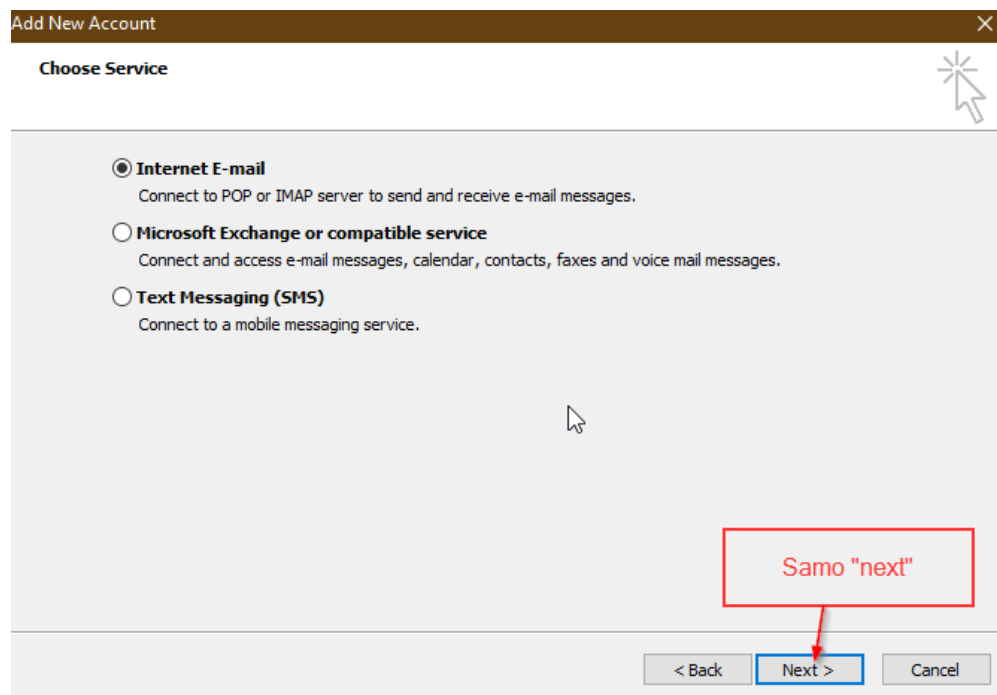 Add New Account
Choose Service
Internet E-mail
Connect to POP or IMAP server to send and receive e-mail messages.
Microsoft Exchange or compatible service
Connect and access e-mail messages, calendar, contacts, faxes and voice mail messages.
Text Messaging (SMS)
Connect to a mobile messaging service.
Samo "next"
< Back Next > Cancel